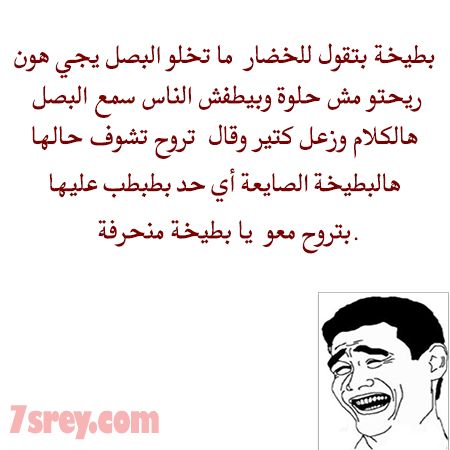 بطيخة بتقول للخضار ما تخلو البصل يجي هون
ريحتو مش حلوة وبيطفش الناس سمع البصل
هالكلام وزعل كتير وقال تروح تشوف حالها
هالبطيخة الصايعة أي حد بطبطب عليها
بتروح معو يا بطيخة منحرفة.
7srey.com